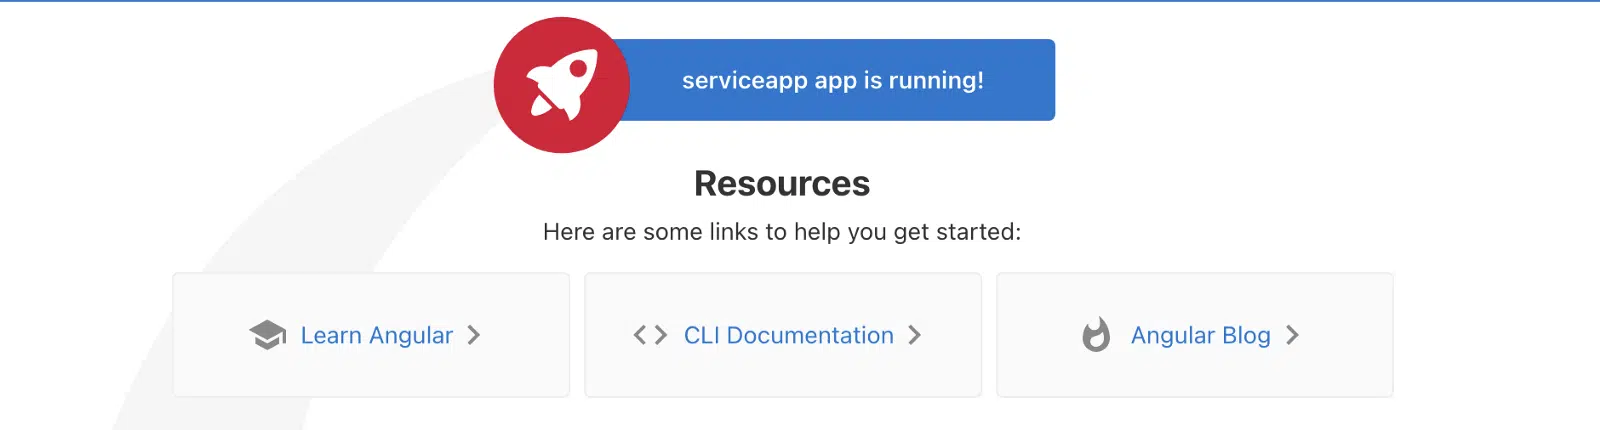 serviceapp app is running!
Resources
Here are some links to help you get started:
Learn Angular
CLI Documentation
Angular Blog